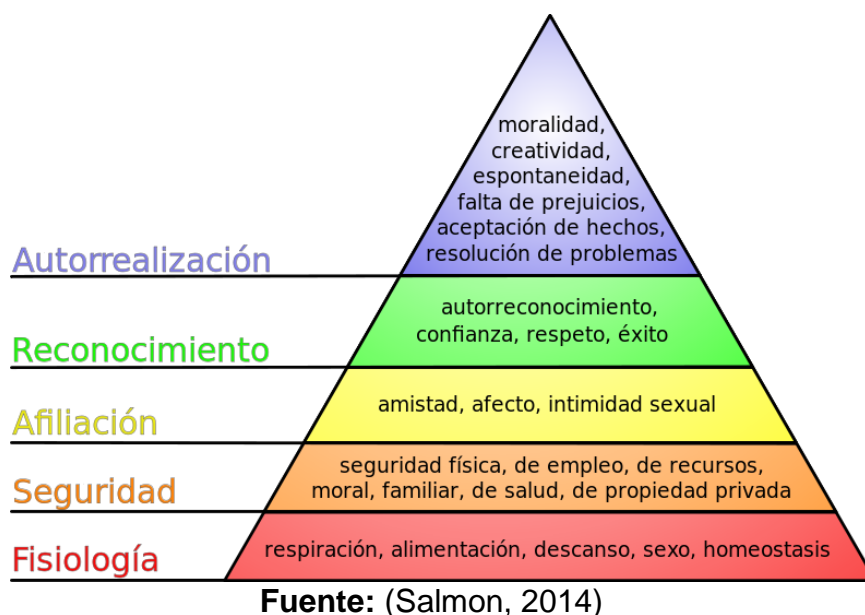 moralidad,
creatividad,
espontaneidad,
falta de prejuicios,
aceptación de hechos,
resolución de problemas
Autorrealización
autorreconocimiento,
confianza, respeto, éxito
Reconocimiento
amistad, afecto, intimidad sexual
Afiliación
seguridad física, de empleo, de recursos,
moral, familiar, de salud, de propiedad privada
Seguridad
respiración, alimentación, descanso, sexo, homeostasis
Fisiología
Fuente: (Salmon, 2014)